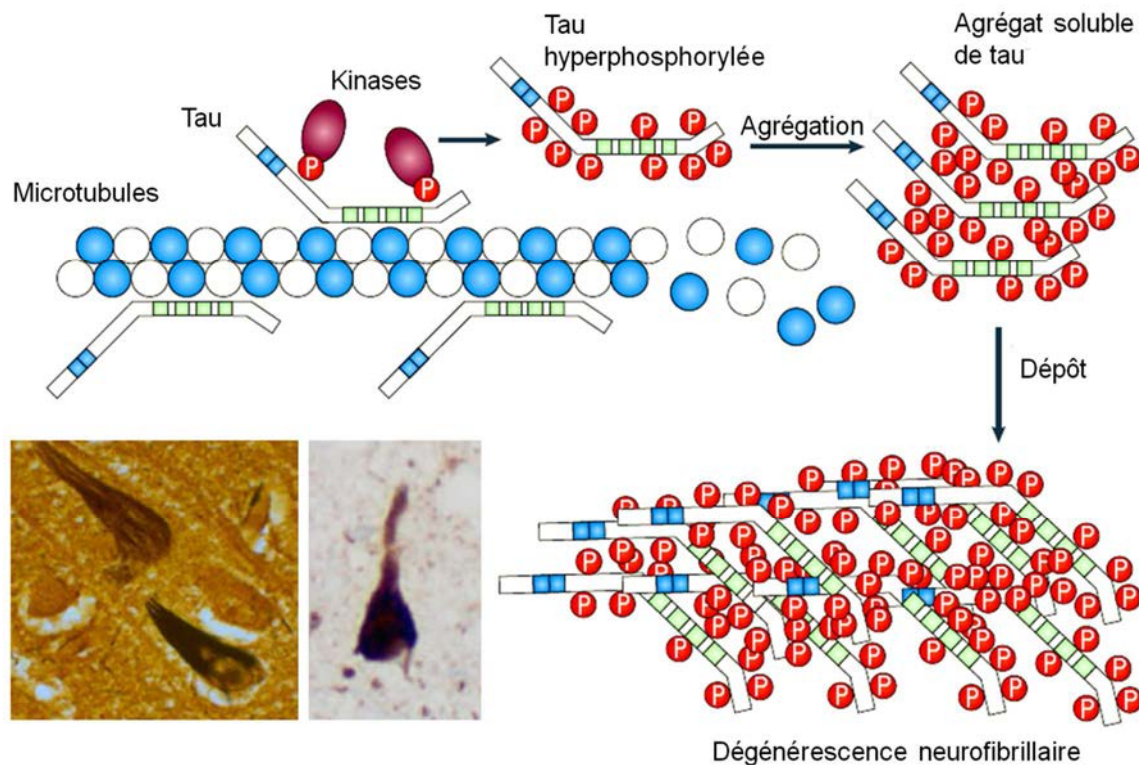 Tau
hyperphosphorylée
Agrégat soluble
de tau
Kinases
Tau
Agrégation
Microtubules
P
P
P
P
P
P
P
P
P
P
P
Dépôt
Dégénérescence neurofibrillaire